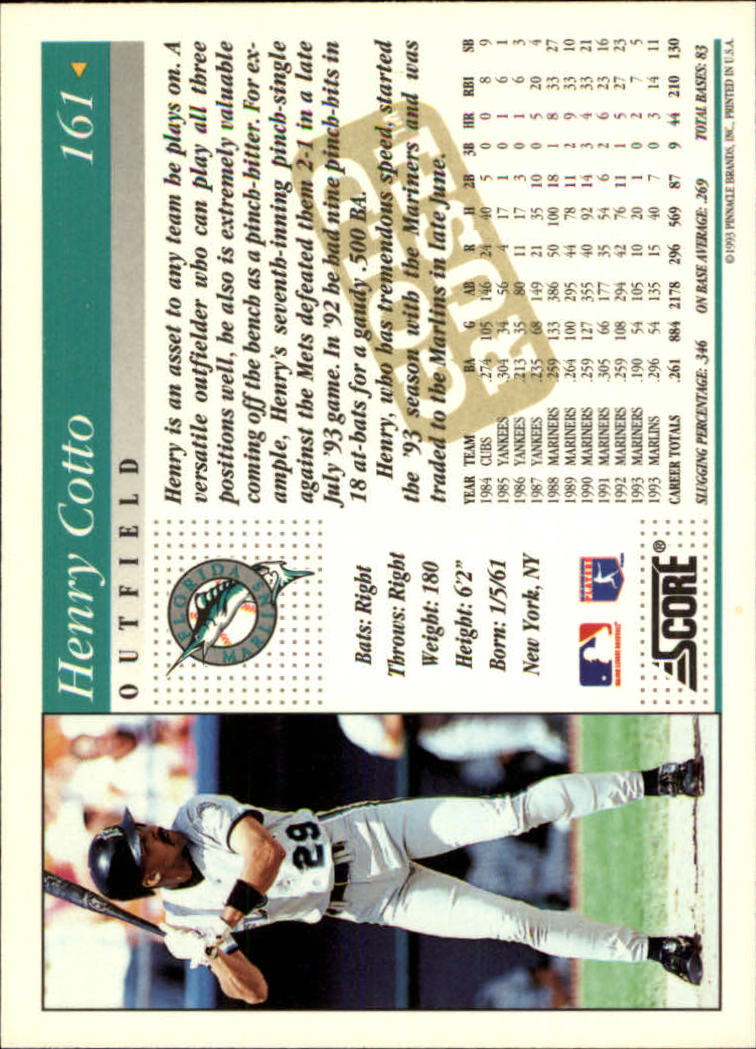 Henry Cotto 161
OUTFIELD
FLORIDA
MARLINS
29
Bats: Right
Throws: Right
Weight: 180
Height: 6'2"
Born: 1/5/61
New York, NY
MAJOR LEAGUE BASEBALL
PLAYERS
SCORE®
Henry is an asset to any team he plays on. A
versatile outfielder who can play all three
positions well, he also is extremely valuable
coming off the bench as a pinch-hitter. For ex-
ample, Henry's seventh-inning pinch-single
against the Mets defeated them 2-1 in a late
July '93 game. In '92 he had nine pinch-hits in
18 at-bats for a gaudy .500 BA.
Henry, who has tremendous speed, started
the '93 season with the Mariners and was
traded to the Marlins in late June.
GOLD
RUSH
YEAR TEAM BA G AB R H 2B 3B HR RBI SB
1984 CUBS .274 105 146 24 40 5 0 0 8 9
1985 YANKEES .304 34 56 4 17 1 0 1 6 1
1986 YANKEES .213 35 80 11 17 3 0 1 6 3
1987 YANKEES .235 68 149 21 35 10 0 5 20 4
1988 MARINERS .259 133 386 50 100 18 1 8 33 27
1989 MARINERS .264 100 295 44 78 11 2 9 33 10
1990 MARINERS .259 127 355 40 92 14 3 4 33 21
1991 MARINERS .305 66 177 35 54 6 2 6 23 16
1992 MARINERS .259 108 294 42 76 11 1 5 27 23
1993 MARINERS .190 54 105 10 20 1 0 2 7 5
1993 MARLINS .296 54 135 15 40 7 0 3 14 11
CAREER TOTALS .261 884 2178 296 569 87 9 44 210 130
SLUGGING PERCENTAGE: .346 ON BASE AVERAGE: .269 TOTAL BASES: 83
©1993 PINNACLE BRANDS, INC., PRINTED IN U.S.A.